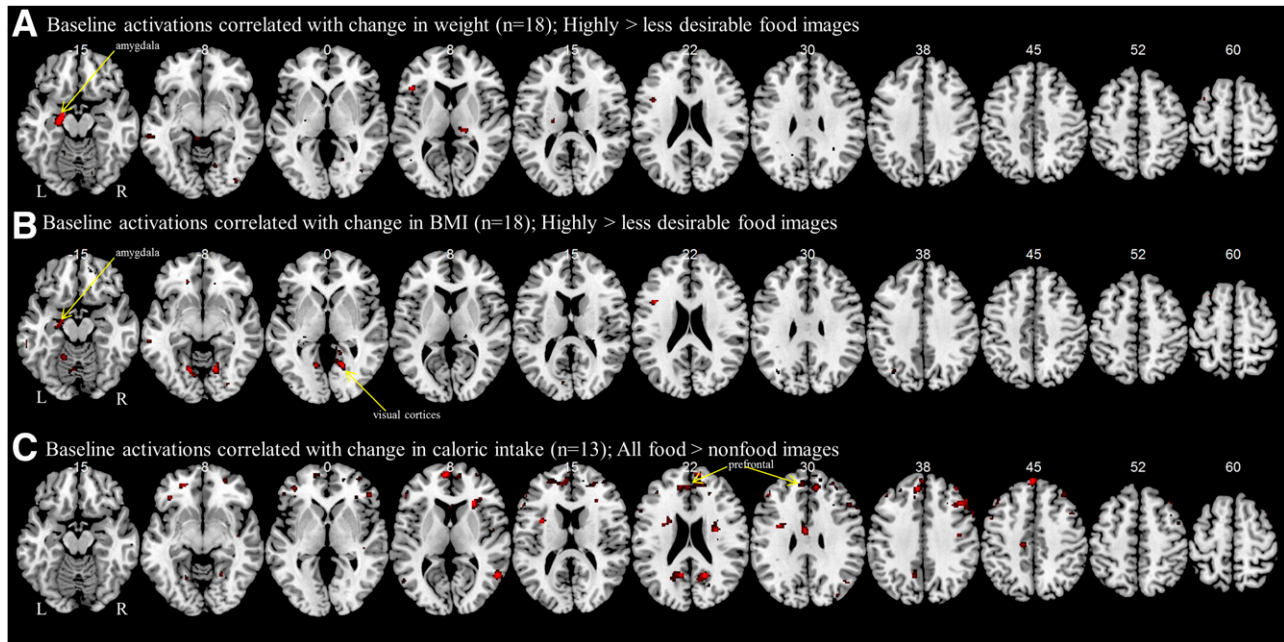 A Baseline activations correlated with change in weight (n=18); Highly > less desirable food images
-15 -8 0 8 15 22 30 38 45 52 60
amygdala
L R
B Baseline activations correlated with change in BMI (n=18); Highly > less desirable food images
-15 -8 0 8 15 22 30 38 45 52 60
amygdala
L R
visual cortices
C Baseline activations correlated with change in caloric intake (n=13); All food > nonfood images
-15 -8 0 8 15 22 30 38 45 52 60
prefrontal
L R